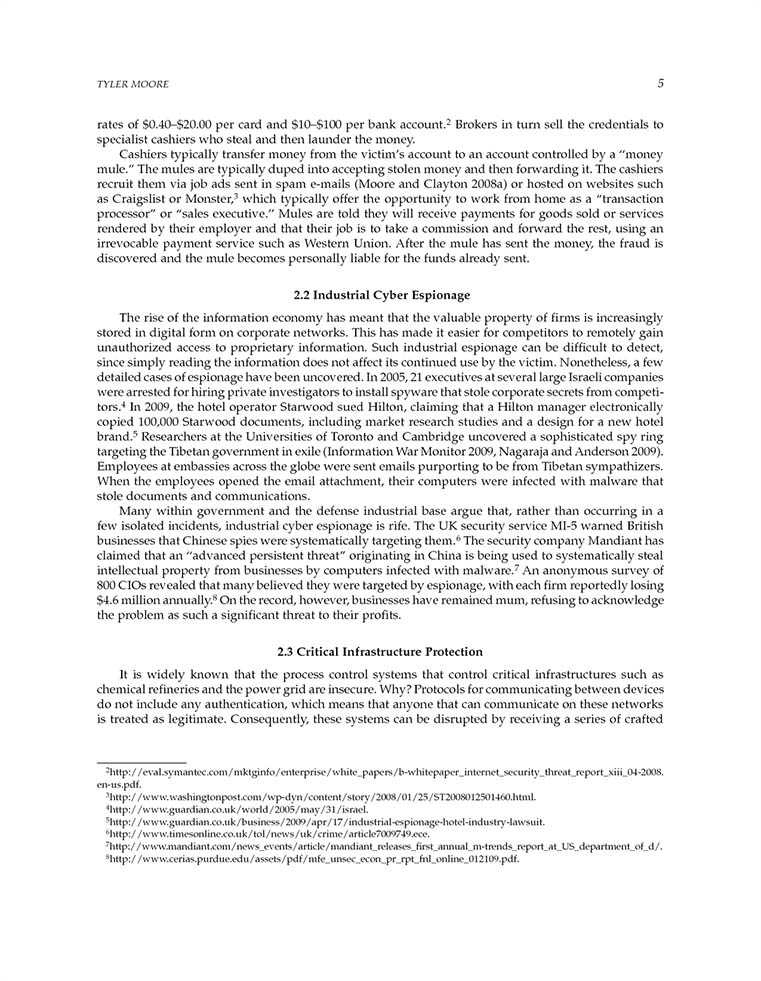 TYLER MOORE 5
rates of $0.40–$20.00 per card and $10–$100 per bank account.2 Brokers in turn sell the credentials to
specialist cashiers who steal and then launder the money.
Cashiers typically transfer money from the victim's account to an account controlled by a "money
mule." The mules are typically duped into accepting stolen money and then forwarding it. The cashiers
recruit them via job ads sent in spam e-mails (Moore and Clayton 2008a) or hosted on websites such
as Craigslist or Monster,3 which typically offer the opportunity to work from home as a "transaction
processor" or "sales executive." Mules are told they will receive payments for goods sold or services
rendered by their employer and that their job is to take a commission and forward the rest, using an
irrevocable payment service such as Western Union. After the mule has sent the money, the fraud is
discovered and the mule becomes personally liable for the funds already sent.
2.2 Industrial Cyber Espionage
The rise of the information economy has meant that the valuable property of firms is increasingly
stored in digital form on corporate networks. This has made it easier for competitors to remotely gain
unauthorized access to proprietary information. Such industrial espionage can be difficult to detect,
since simply reading the information does not affect its continued use by the victim. Nonetheless, a few
detailed cases of espionage have been uncovered. In 2005, 21 executives at several large Israeli companies
were arrested for hiring private investigators to install spyware that stole corporate secrets from competi-
tors.4 In 2009, the hotel operator Starwood sued Hilton, claiming that a Hilton manager electronically
copied 100,000 Starwood documents, including market research studies and a design for a new hotel
brand.5 Researchers at the Universities of Toronto and Cambridge uncovered a sophisticated spy ring
targeting the Tibetan government in exile (Information War Monitor 2009, Nagaraja and Anderson 2009).
Employees at embassies across the globe were sent emails purporting to be from Tibetan sympathizers.
When the employees opened the email attachment, their computers were infected with malware that
stole documents and communications.
Many within government and the defense industrial base argue that, rather than occurring in a
few isolated incidents, industrial cyber espionage is rife. The UK security service MI-5 warned British
businesses that Chinese spies were systematically targeting them.6 The security company Mandiant has
claimed that an "advanced persistent threat" originating in China is being used to systematically steal
intellectual property from businesses by computers infected with malware.7 An anonymous survey of
800 CIOs revealed that many believed they were targeted by espionage, with each firm reportedly losing
$4.6 million annually.8 On the record, however, businesses have remained mum, refusing to acknowledge
the problem as such a significant threat to their profits.
2.3 Critical Infrastructure Protection
It is widely known that the process control systems that control critical infrastructures such as
chemical refineries and the power grid are insecure. Why? Protocols for communicating between devices
do not include any authentication, which means that anyone that can communicate on these networks
is treated as legitimate. Consequently, these systems can be disrupted by receiving a series of crafted
2http://eval.symantec.com/mktginfo/enterprise/white_papers/b-whitepaper_internet_security_threat_report_xiii_04-2008.
en-us.pdf.
3http://www.washingtonpost.com/wp-dyn/content/story/2008/01/25/ST2008012501460.html.
4http://www.guardian.co.uk/world/2005/may/31/israel.
5http://www.guardian.co.uk/business/2009/apr/17/industrial-espionage-hotel-industry-lawsuit.
6http://www.timesonline.co.uk/tol/news/uk/crime/article7009749.ece.
7http://www.mandiant.com/news_events/article/mandiant_releases_first_annual_m-trends_report_at_US_department_of_d/.
8http://www.cerias.purdue.edu/assets/pdf/mfe_unsec_econ_pr_rpt_fnl_online_012109.pdf.